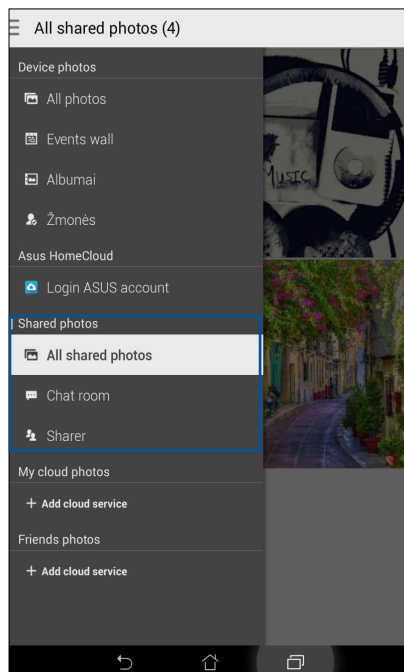 All shared photos (4)
Device photos
All photos
Events wall
Albumai
Žmonės
Asus HomeCloud
Login ASUS account
Shared photos
All shared photos
Chat room
Sharer
My cloud photos
+ Add cloud service
Friends photos
+ Add cloud service
MUSIC